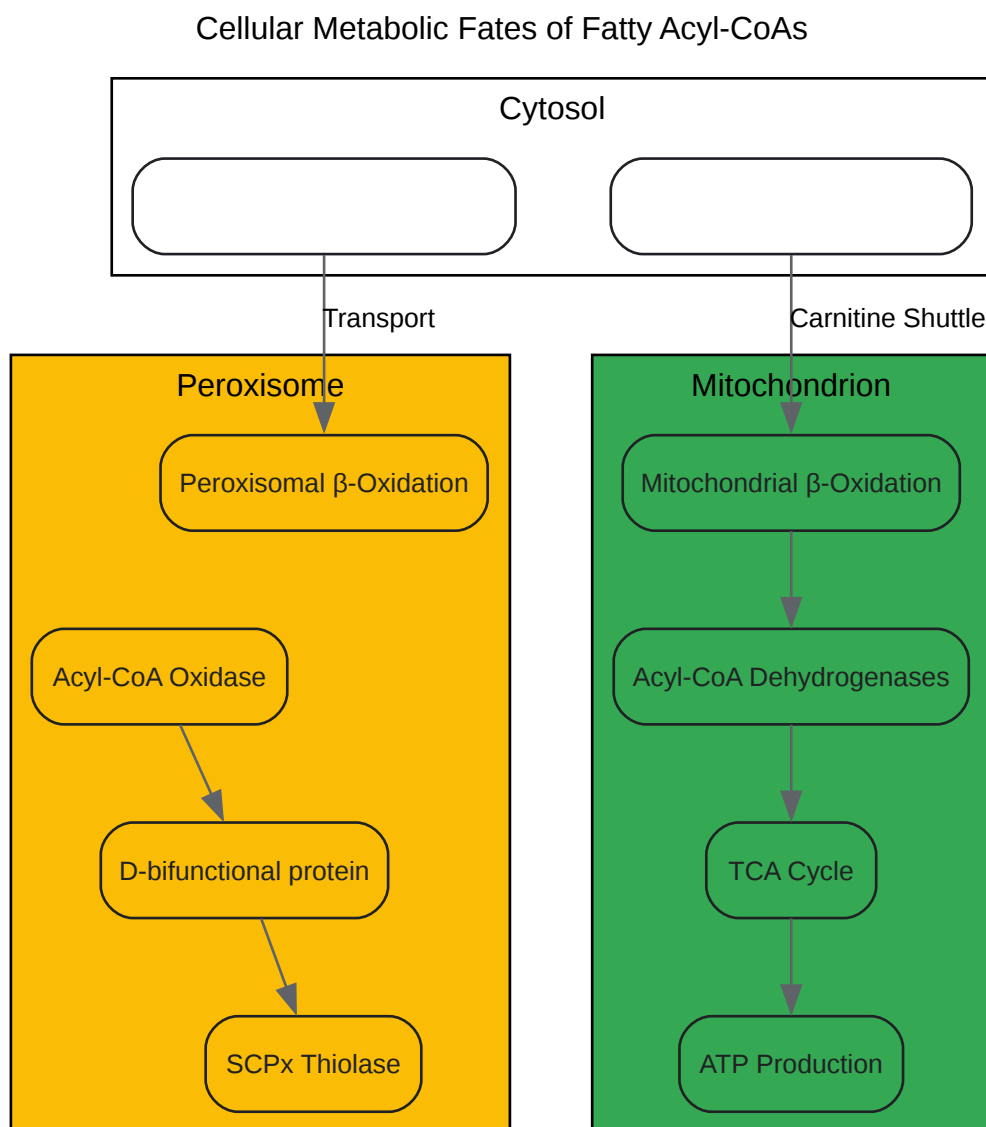 Cellular Metabolic Fates of Fatty Acyl-CoAs
Cytosol
Transport
Carnitine Shuttle
Peroxisome
Mitochondrion
Peroxisomal β-Oxidation
Mitochondrial β-Oxidation
Acyl-CoA Oxidase
Acyl-CoA Dehydrogenases
D-bifunctional protein
TCA Cycle
SCPx Thiolase
ATP Production